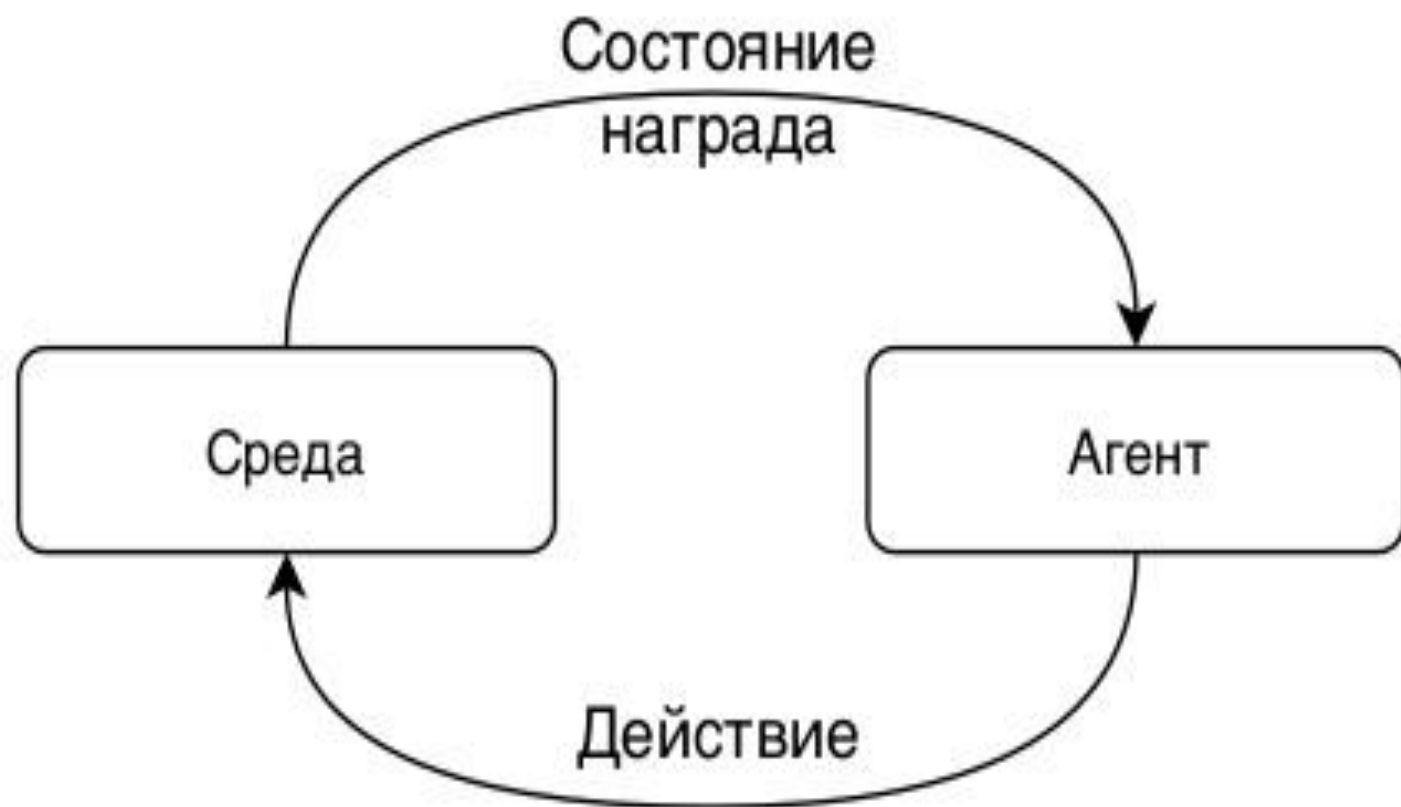 Состояние
награда
Среда
Агент
Действие